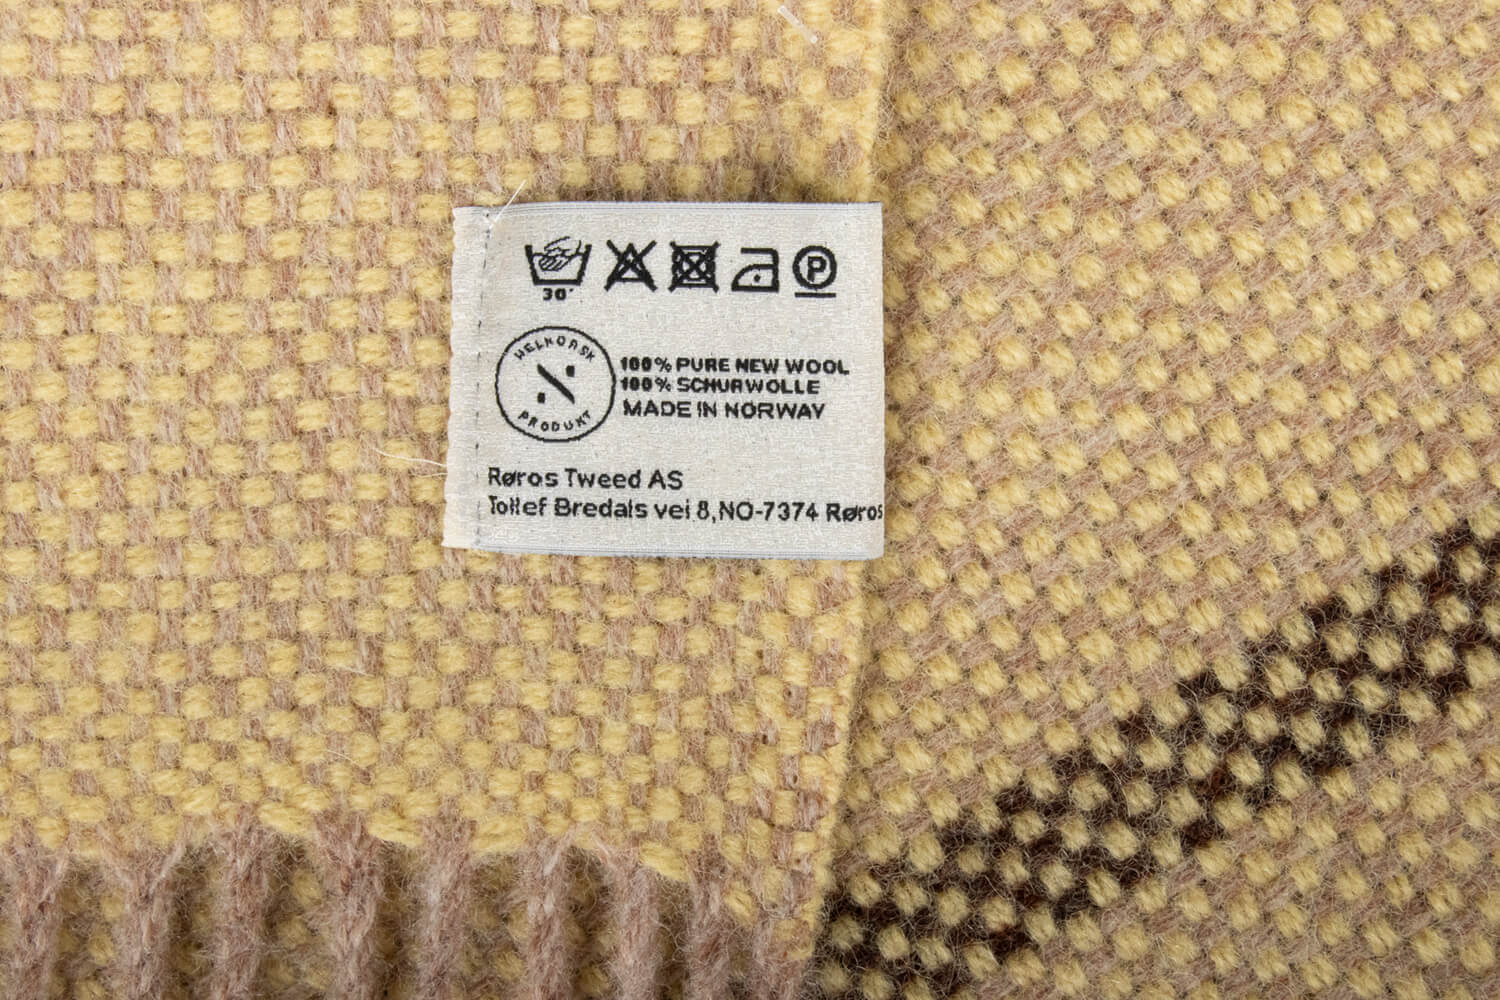 30°
P
HELNORSK
PRODUKT
100% PURE NEW WOOL
100% SCHURWOLLE
MADE IN NORWAY
Røros Tweed AS
Tollef Bredals vei 8,NO-7374 Røros